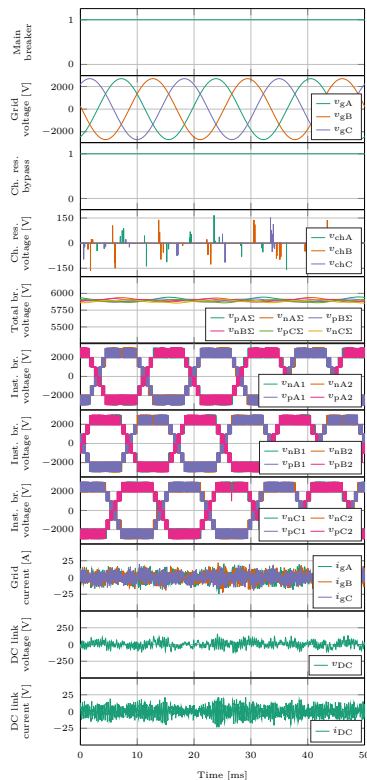 Main breaker
1
0
Grid voltage [V]
2000
0
−2000
vgA
vgB
vgC
Ch. res. bypass
1
0
Ch. res. voltage [V]
150
0
−150
vchA
vchB
vchC
Total br. voltage [V]
6000
5750
5500
vpAΣ vnAΣ vpBΣ
vnBΣ vpCΣ vnCΣ
Inst. br. voltage [V]
2000
0
−2000
vnA1 vnA2
vpA1 vpA2
Inst. br. voltage [V]
2000
0
−2000
vnB1 vnB2
vpB1 vpB2
Inst. br. voltage [V]
2000
0
−2000
vnC1 vnC2
vpC1 vpC2
Grid current [A]
25
0
−25
igA
igB
igC
DC link voltage [V]
250
0
−250
vDC
DC link current [V]
25
0
−25
iDC
0 10 20 30 40 50
Time [ms]